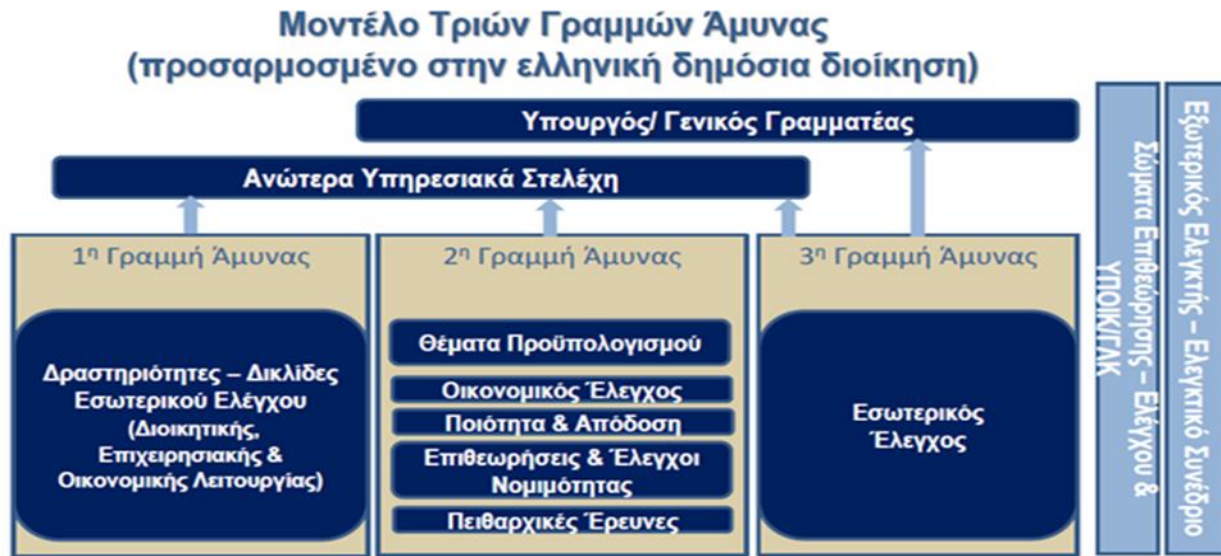 Μοντέλο Τριών Γραμμών Άμυνας
(προσαρμοσμένο στην ελληνική δημόσια διοίκηση)
Υπουργός/ Γενικός Γραμματέας
Ανώτερα Υπηρεσιακά Στελέχη
1η Γραμμή Άμυνας
Δραστηριότητες – Δικλίδες
Εσωτερικού Ελέγχου
(Διοικητικής,
Επιχειρησιακής &
Οικονομικής Λειτουργίας)
2η Γραμμή Άμυνας
Θέματα Προϋπολογισμού
Οικονομικός Έλεγχος
Ποιότητα & Απόδοση
Επιθεωρήσεις & Έλεγχοι
Νομιμότητας
Πειθαρχικές Έρευνες
3η Γραμμή Άμυνας
Εσωτερικός
Έλεγχος
Σώματα Επιθεώρησης – Ελέγχου &
ΥΠΟΙΚ/ΓΛΚ
Εξωτερικός Ελεγκτής – Ελεγκτικό Συνέδριο